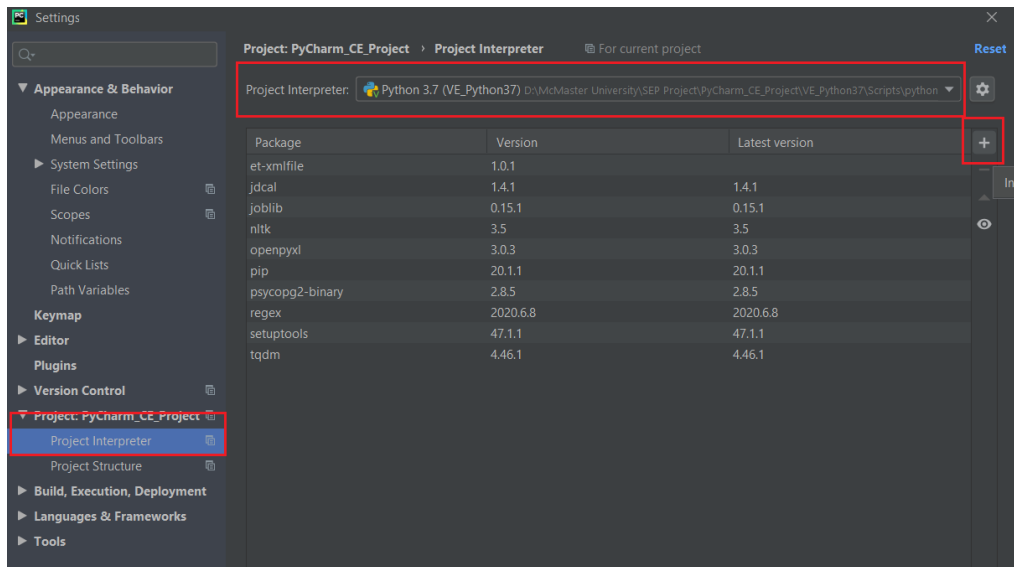 PC Settings
Project: PyCharm_CE_Project › Project Interpreter For current project Reset
Project Interpreter: Python 3.7 (VE_Python37) D:\McMaster University\SEP Project\PyCharm_CE_Project\VE_Python37\Scripts\python
Appearance & Behavior
Appearance
Menus and Toolbars
System Settings
File Colors
Scopes
Notifications
Quick Lists
Path Variables
Keymap
Editor
Plugins
Version Control
Project: PyCharm_CE_Project
Project Interpreter
Project Structure
Build, Execution, Deployment
Languages & Frameworks
Tools
Package Version Latest version
et-xmlfile 1.0.1
jdcal 1.4.1 1.4.1
joblib 0.15.1 0.15.1
nltk 3.5 3.5
openpyxl 3.0.3 3.0.3
pip 20.1.1 20.1.1
psycopg2-binary 2.8.5 2.8.5
regex 2020.6.8 2020.6.8
setuptools 47.1.1 47.1.1
tqdm 4.46.1 4.46.1